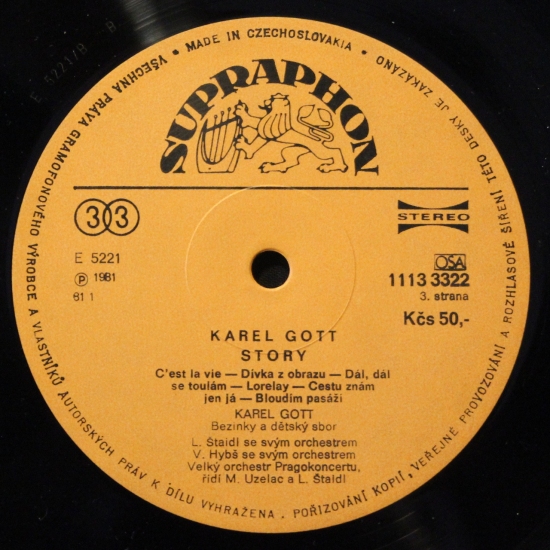 • MADE IN CZECHOSLOVAKIA •
VŠECHNA PRÁVA GRAMOFONOVÉHO VÝROBCE A VLASTNÍKŮ AUTORSKÝCH PRÁV K DÍLU VYHRAŽENA. POŘIZOVÁNÍ KOPIÍ, VEŘEJNÉ PROVOZOVÁNÍ A ROZHLASOVÉ ŠÍŘENÍ TÉTO DESKY JE ZAKÁZÁNO
E 5221/B
SUPRAPHON
33
STEREO
E 5221
Ⓟ 1981
81 1
OSA
1113 3322
3. strana
Kčs 50,-
KAREL GOTT
STORY
C'est la vie — Dívka z obrazu — Dál, dál
se toulám — Lorelay — Cestu znám
jen já — Bloudím pasáží
KAREL GOTT
Bezinky a dětský sbor
L. Štaidl se svým orchestrem
V. Hybš se svým orchestrem
Velký orchestr Pragokoncertu,
řídí M. Uzelac a L. Štaidl